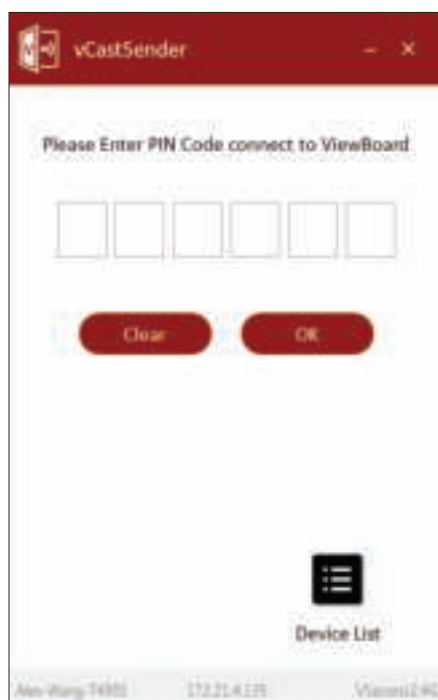 vCastSender
Please Enter PIN Code connect to ViewBoard
Clear OK
Device List